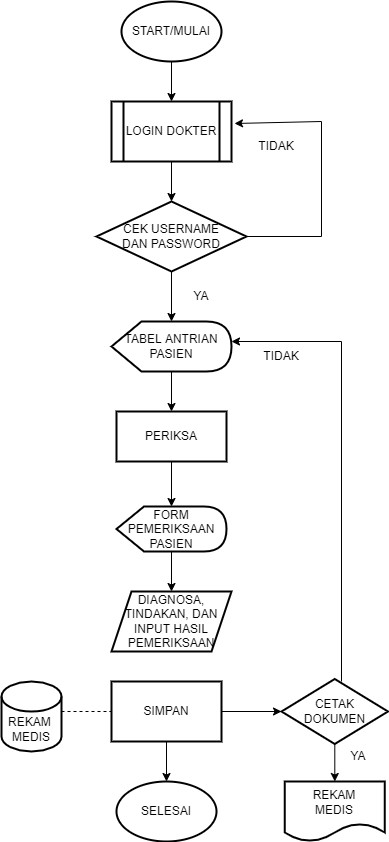 START/MULAI
LOGIN DOKTER
TIDAK
CEK USERNAME
DAN PASSWORD
YA
TABEL ANTRIAN
PASIEN
TIDAK
PERIKSA
FORM
PEMERIKSAAN
PASIEN
DIAGNOSA,
TINDAKAN, DAN
INPUT HASIL
PEMERIKSAAN
REKAM
MEDIS
SIMPAN
CETAK
DOKUMEN
YA
SELESAI
REKAM
MEDIS